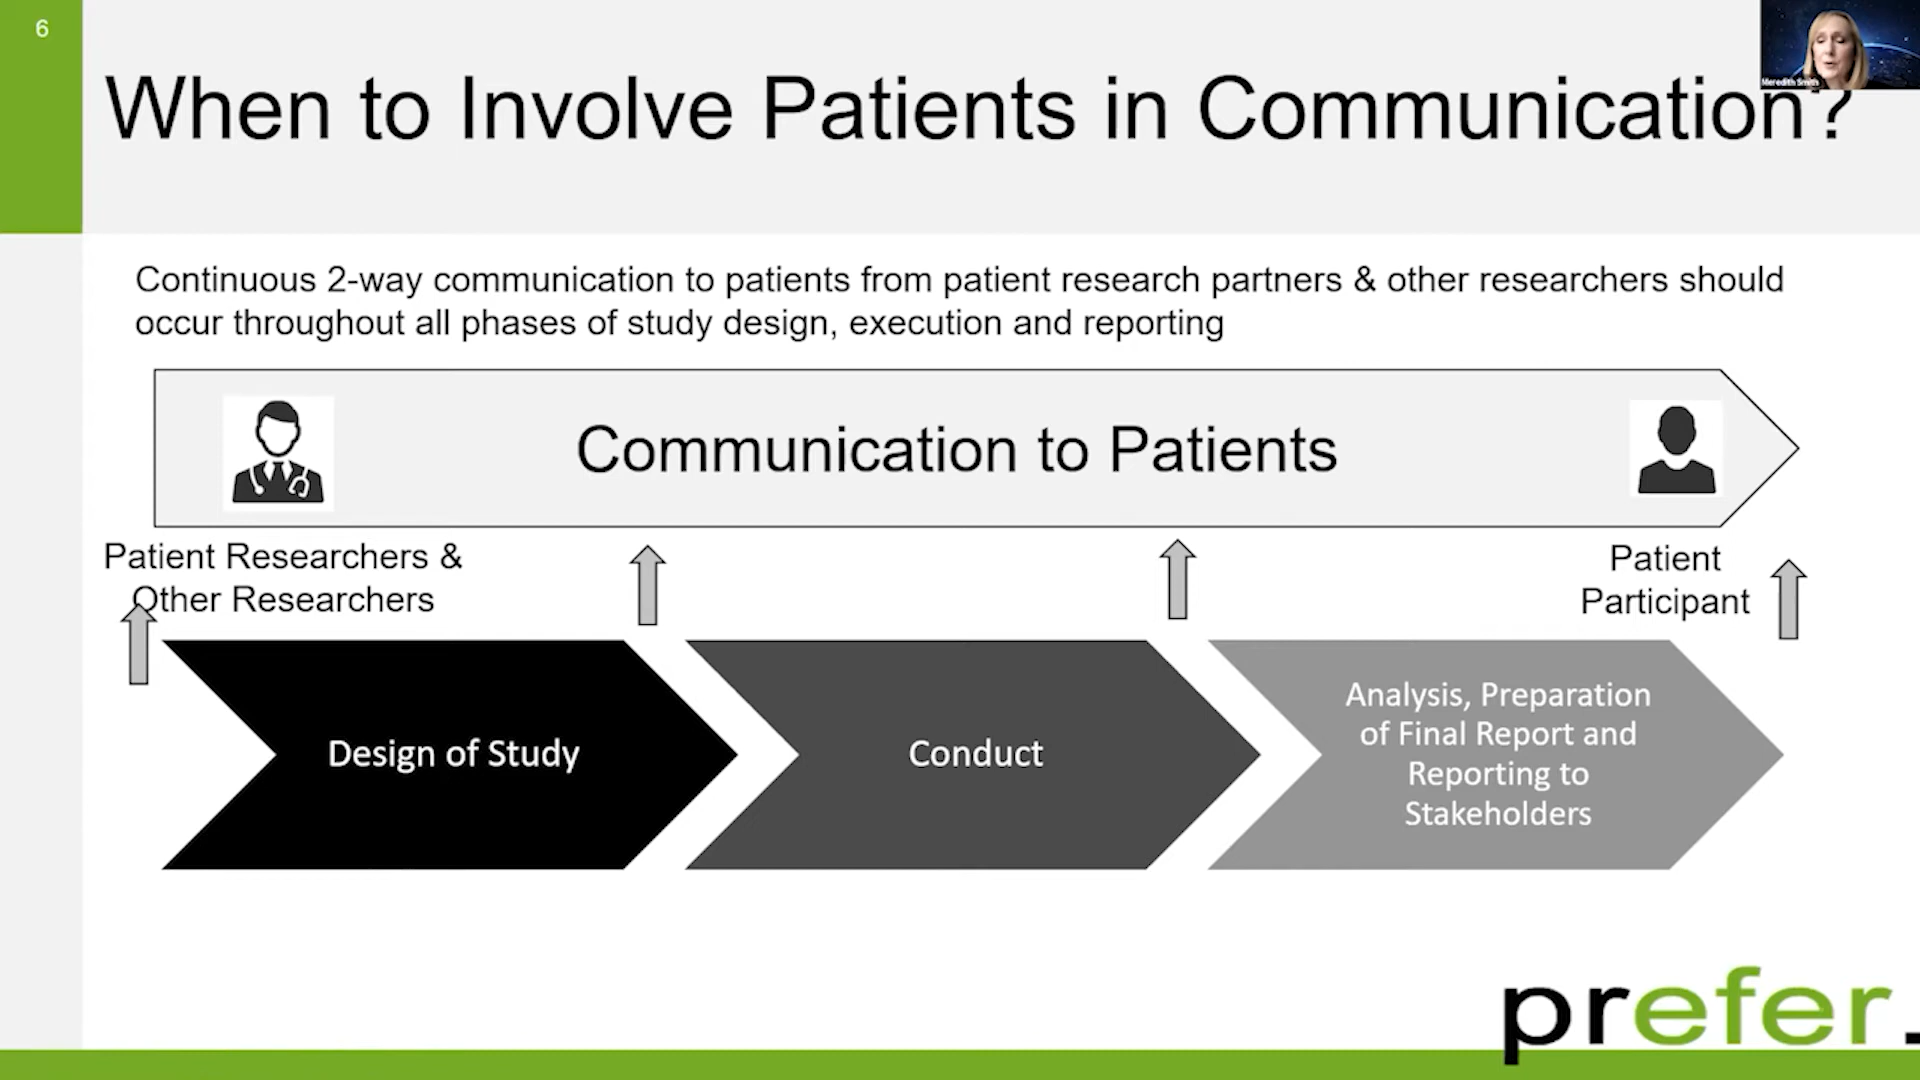 6
When to Involve Patients in Communication?
Meredith Smith
Continuous 2-way communication to patients from patient research partners & other researchers should
occur throughout all phases of study design, execution and reporting
Communication to Patients
Patient Researchers &
Other Researchers
Patient
Participant
Design of Study
Conduct
Analysis, Preparation
of Final Report and
Reporting to
Stakeholders
prefer.